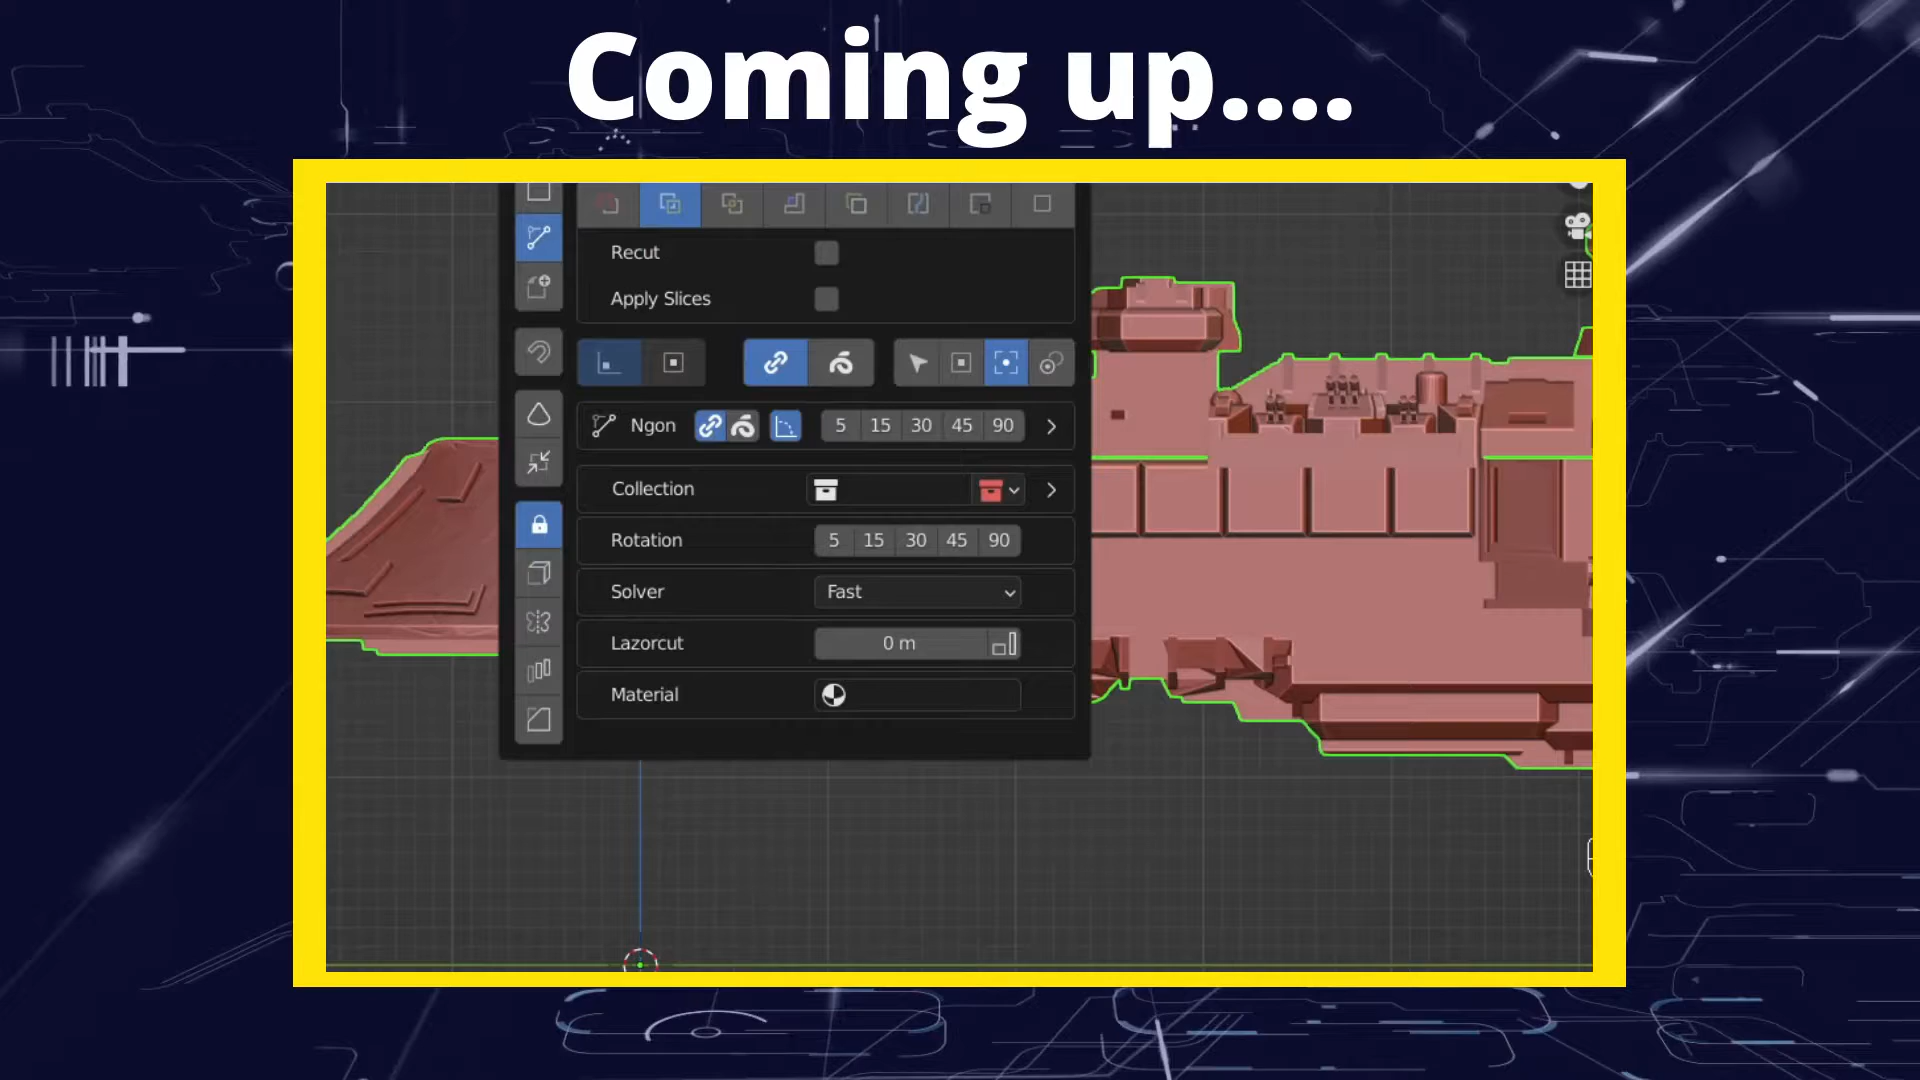 Coming up....
Recut
Apply Slices
Ngon 5 15 30 45 90
Collection
Rotation 5 15 30 45 90
Solver Fast
Lazorcut 0 m
Material